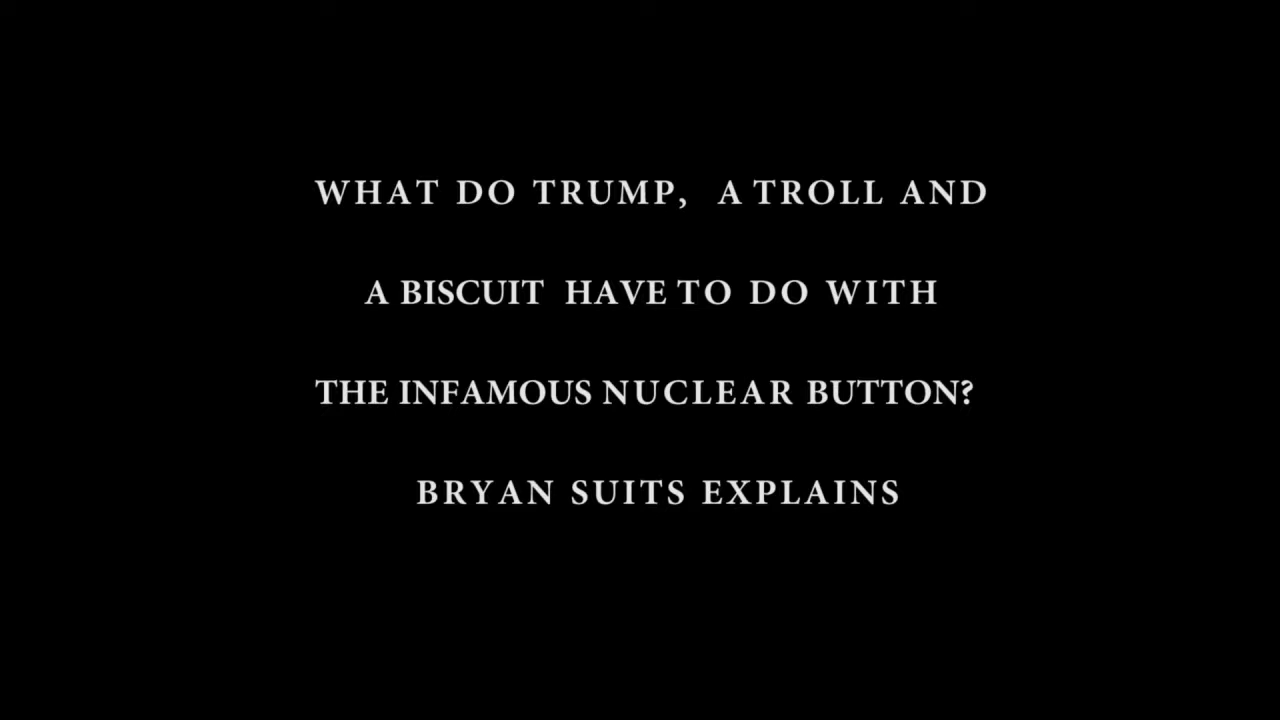 WHAT DO TRUMP, A TROLL AND
A BISCUIT HAVE TO DO WITH
THE INFAMOUS NUCLEAR BUTTON?
BRYAN SUITS EXPLAINS